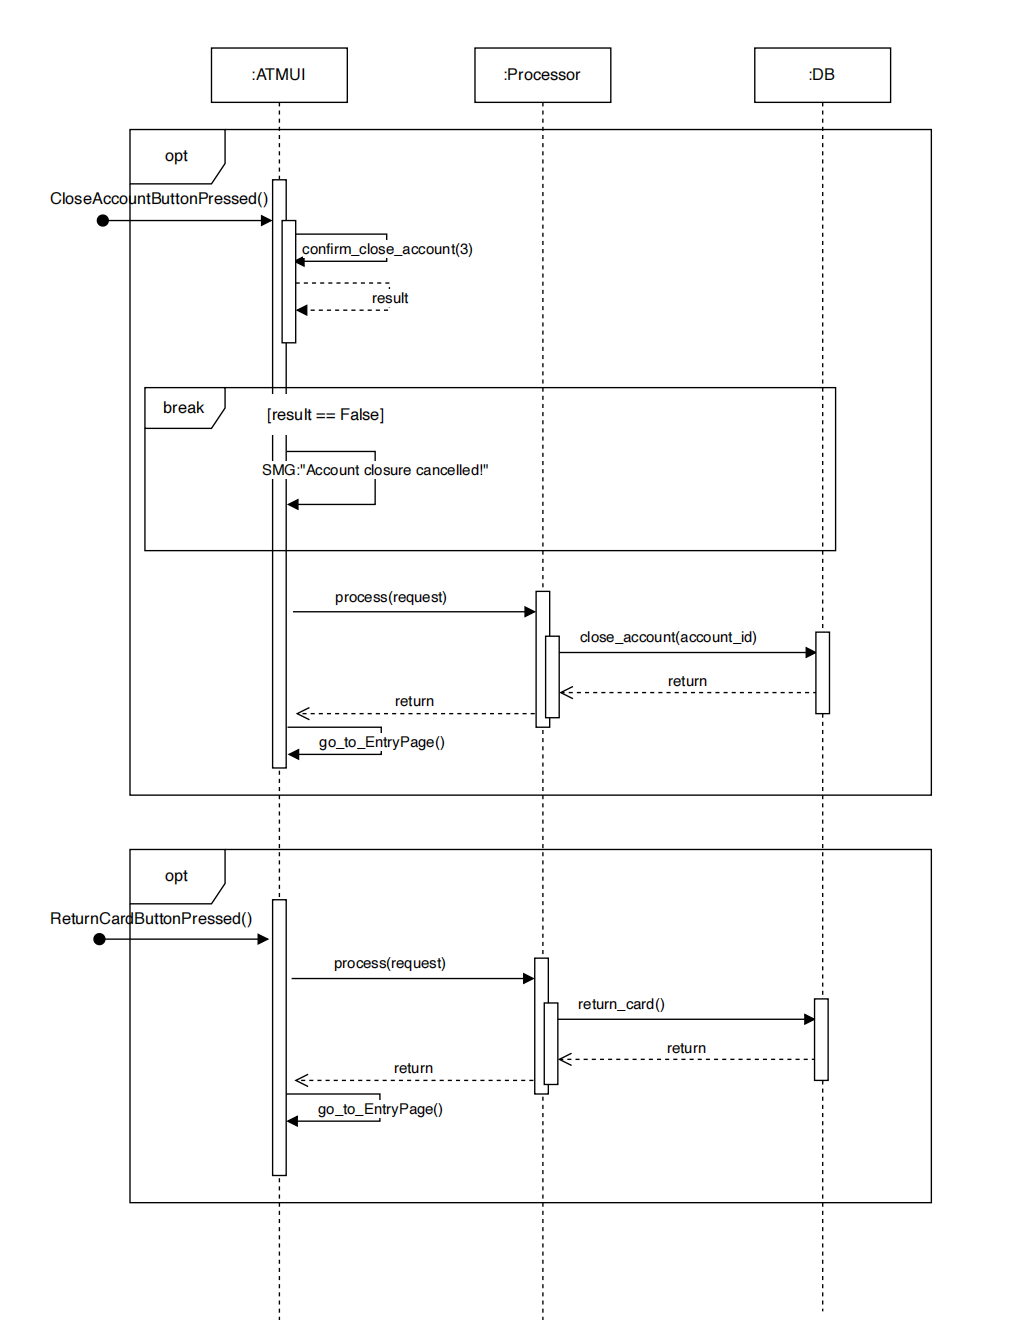 :ATMUI
:Processor
:DB
opt
CloseAccountButtonPressed()
confirm_close_account(3)
result
break
[result == False]
SMG:"Account closure cancelled!"
process(request)
close_account(account_id)
return
return
go_to_EntryPage()
opt
ReturnCardButtonPressed()
process(request)
return_card()
return
return
go_to_EntryPage()